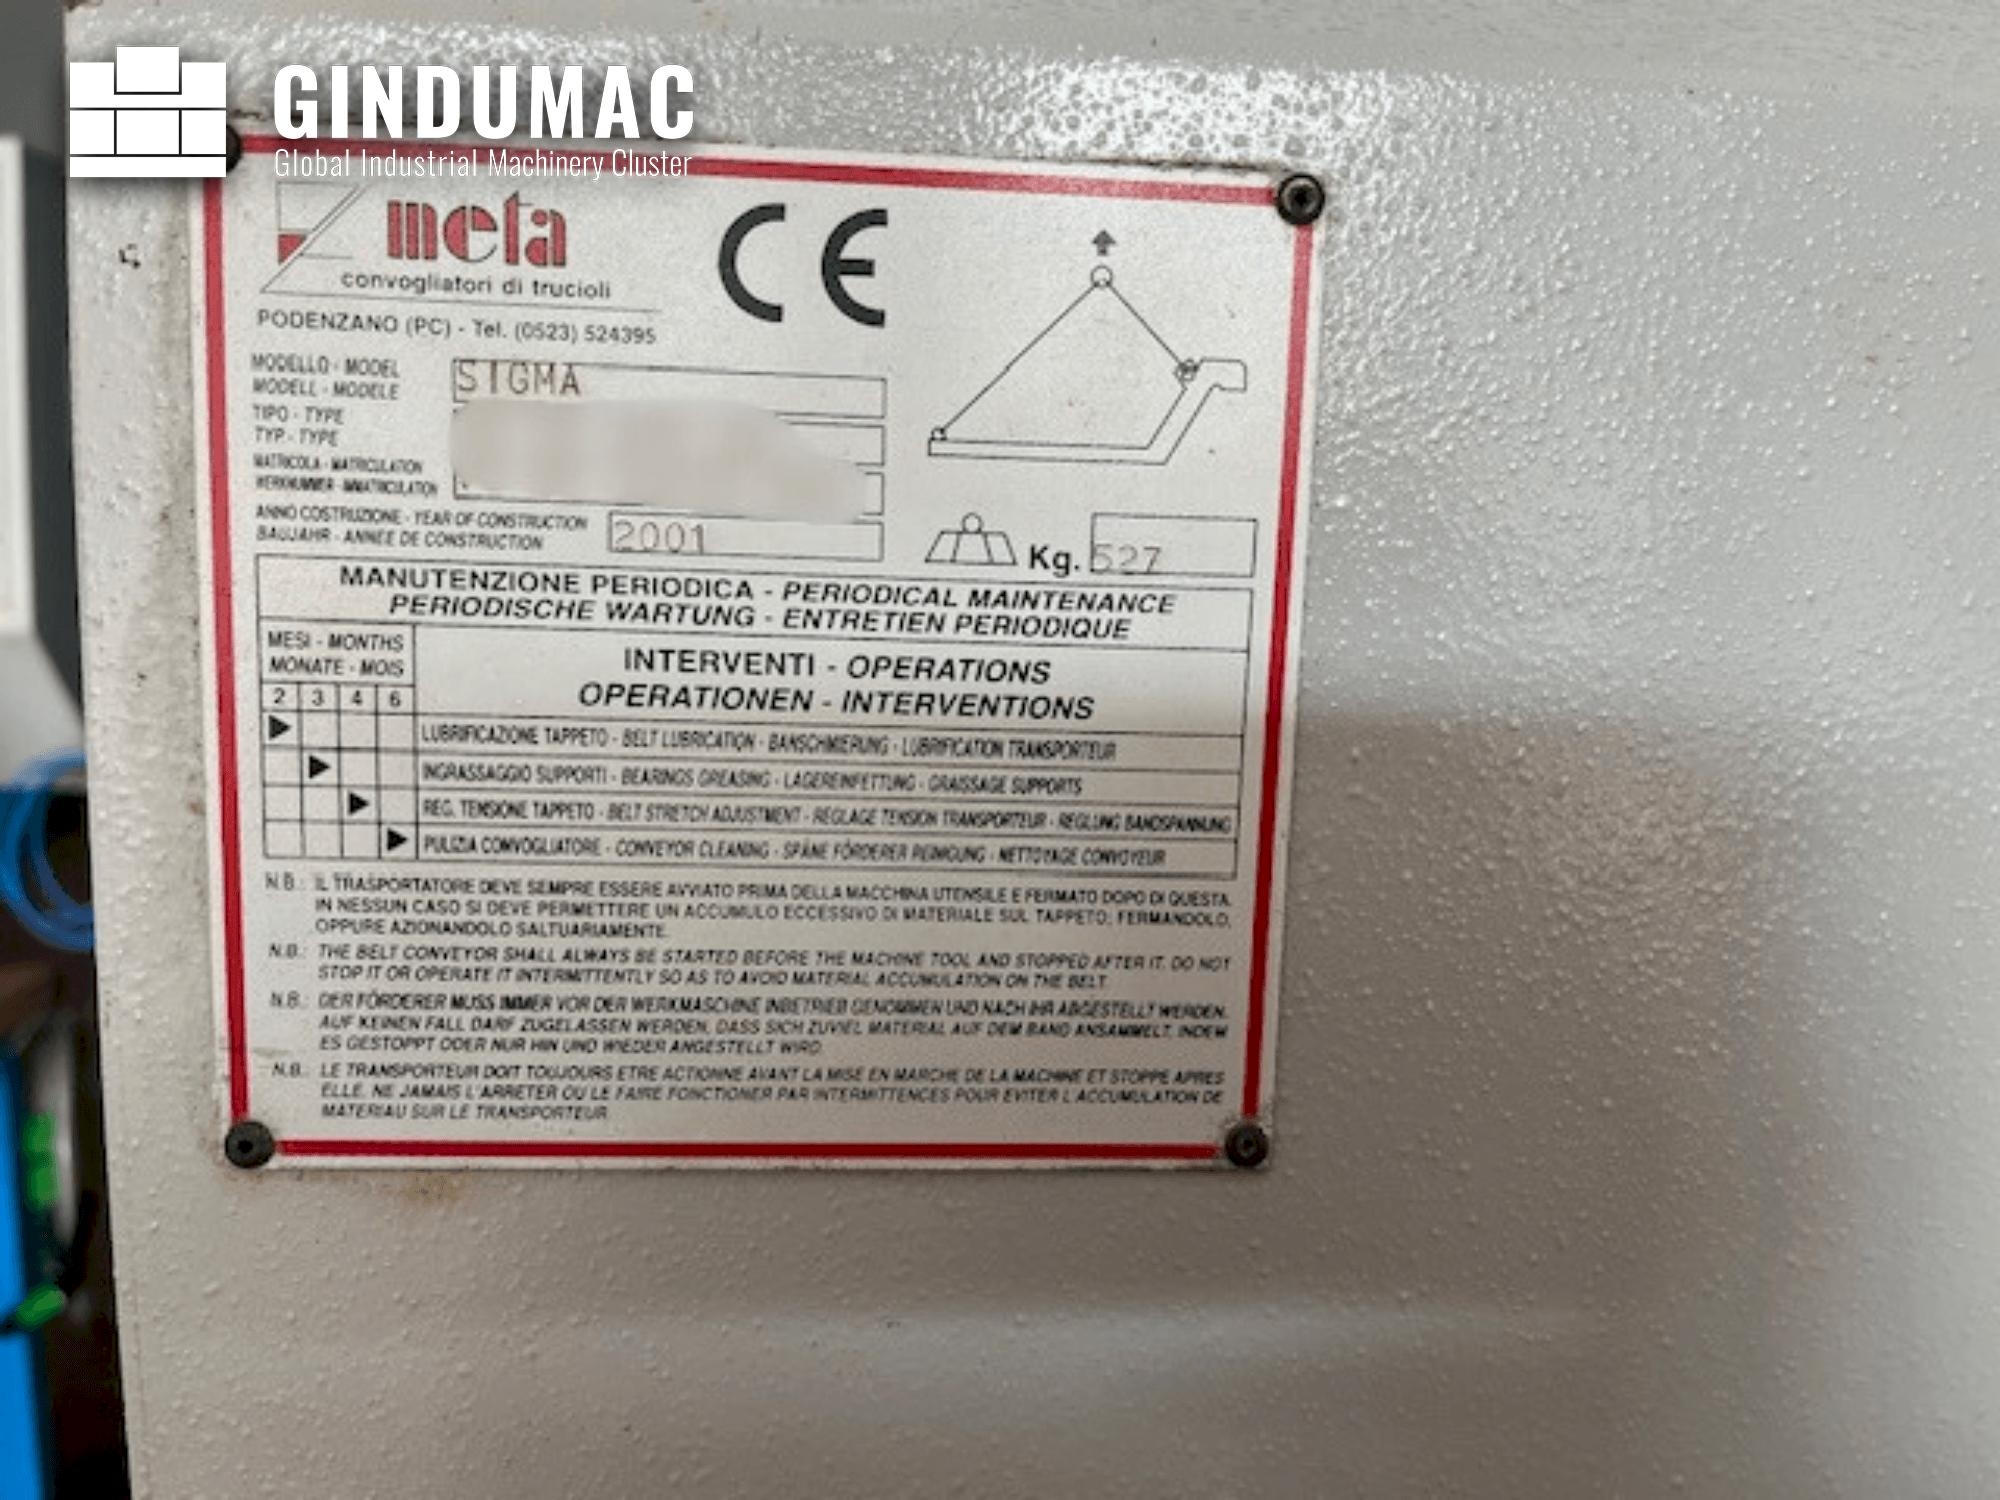 GINDUMAC
Global Industrial Machinery Cluster
meta
convogliatori di trucioli
CE
PODENZANO (PC) - Tel. (0523) 524395
MODELLO - MODEL
MODELL - MODELE
SIGMA
TIPO - TYPE
TYP - TYPE
MATRICOLA - MATRICULATION
WERKNUMMER - IMMATRICULATION
ANNO COSTRUZIONE - YEAR OF CONSTRUCTION
BAUJAHR - ANNEE DE CONSTRUCTION
2001
Kg. 527
MANUTENZIONE PERIODICA - PERIODICAL MAINTENANCE
PERIODISCHE WARTUNG - ENTRETIEN PERIODIQUE
MESI - MONTHS
MONATE - MOIS
2 3 4 6
INTERVENTI - OPERATIONS
OPERATIONEN - INTERVENTIONS
LUBRIFICAZIONE TAPPETO - BELT LUBRICATION - BANSCHMIERUNG - LUBRIFICATION TRANSPORTEUR
INGRASSAGGIO SUPPORTI - BEARINGS GREASING - LAGEREINFETTUNG - GRAISSAGE SUPPORTS
REG. TENSIONE TAPPETO - BELT STRETCH ADJUSTMENT - REGLAGE TENSION TRANSPORTEUR - REGLUNG BANDSPANNUNG
PULIZIA CONVOGLIATORE - CONVEYOR CLEANING - SPÄNE FÖRDERER REINIGUNG - NETTOYAGE CONVOYEUR
N.B.: IL TRASPORTATORE DEVE SEMPRE ESSERE AVVIATO PRIMA DELLA MACCHINA UTENSILE E FERMATO DOPO DI QUESTA.
IN NESSUN CASO SI DEVE PERMETTERE UN ACCUMULO ECCESSIVO DI MATERIALE SUL TAPPETO; FERMANDOLO,
OPPURE AZIONANDOLO SALTUARIAMENTE.
N.B.: THE BELT CONVEYOR SHALL ALWAYS BE STARTED BEFORE THE MACHINE TOOL AND STOPPED AFTER IT. DO NOT
STOP IT OR OPERATE IT INTERMITTENTLY SO AS TO AVOID MATERIAL ACCUMULATION ON THE BELT.
N.B.: DER FÖRDERER MUSS IMMER VOR DER WERKMASCHINE INBETRIEB GENOMMEN UND NACH IHR ABGESTELLT WERDEN.
AUF KEINEN FALL DARF ZUGELASSEN WERDEN, DASS SICH ZUVIEL MATERIAL AUF DEM BAND ANSAMMELT, INDEM
ES GESTOPPT ODER NUR HIN UND WIEDER ANGESTELLT WIRD.
N.B.: LE TRANSPORTEUR DOIT TOUJOURS ETRE ACTIONNE AVANT LA MISE EN MARCHE DE LA MACHINE ET STOPPE APRES
ELLE. NE JAMAIS L'ARRETER OU LE FAIRE FONCTIONER PAR INTERMITTENCES POUR EVITER L'ACCUMULATION DE
MATERIAU SUR LE TRANSPORTEUR.